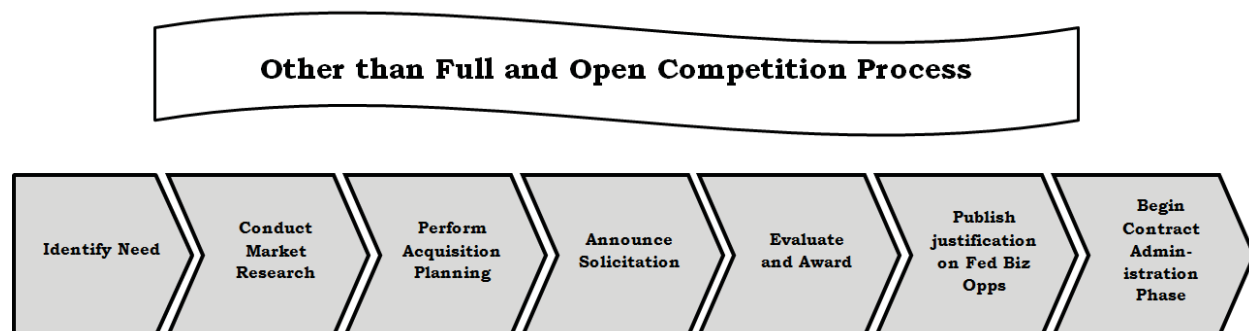 Other than Full and Open Competition Process
Identify Need
Conduct
Market
Research
Perform
Acquisition
Planning
Announce
Solicitation
Evaluate
and Award
Publish
justification
on Fed Biz
Opps
Begin
Contract
Admin-
istration
Phase